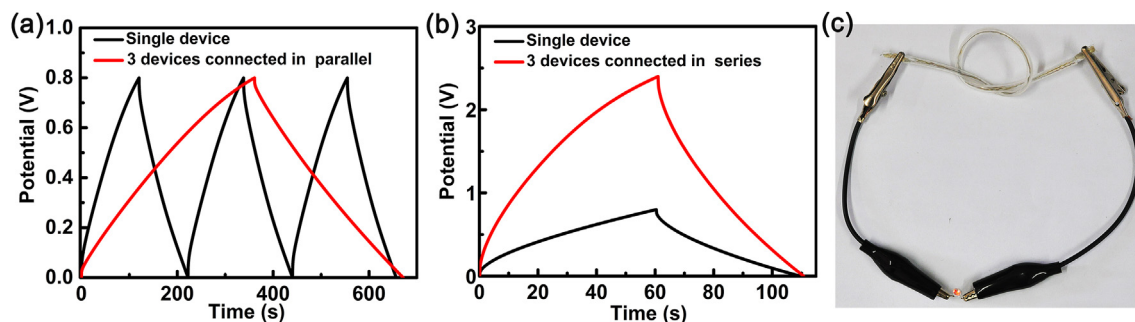 (a)
1.0
0.8
0.6
0.4
0.2
0.0
Potential (V)
Single device
3 devices connected in parallel
0
200
400
600
Time (s)
(b)
3
2
1
0
Potential (V)
Single device
3 devices connected in series
0
20
40
60
80
100
Time (s)
(c)